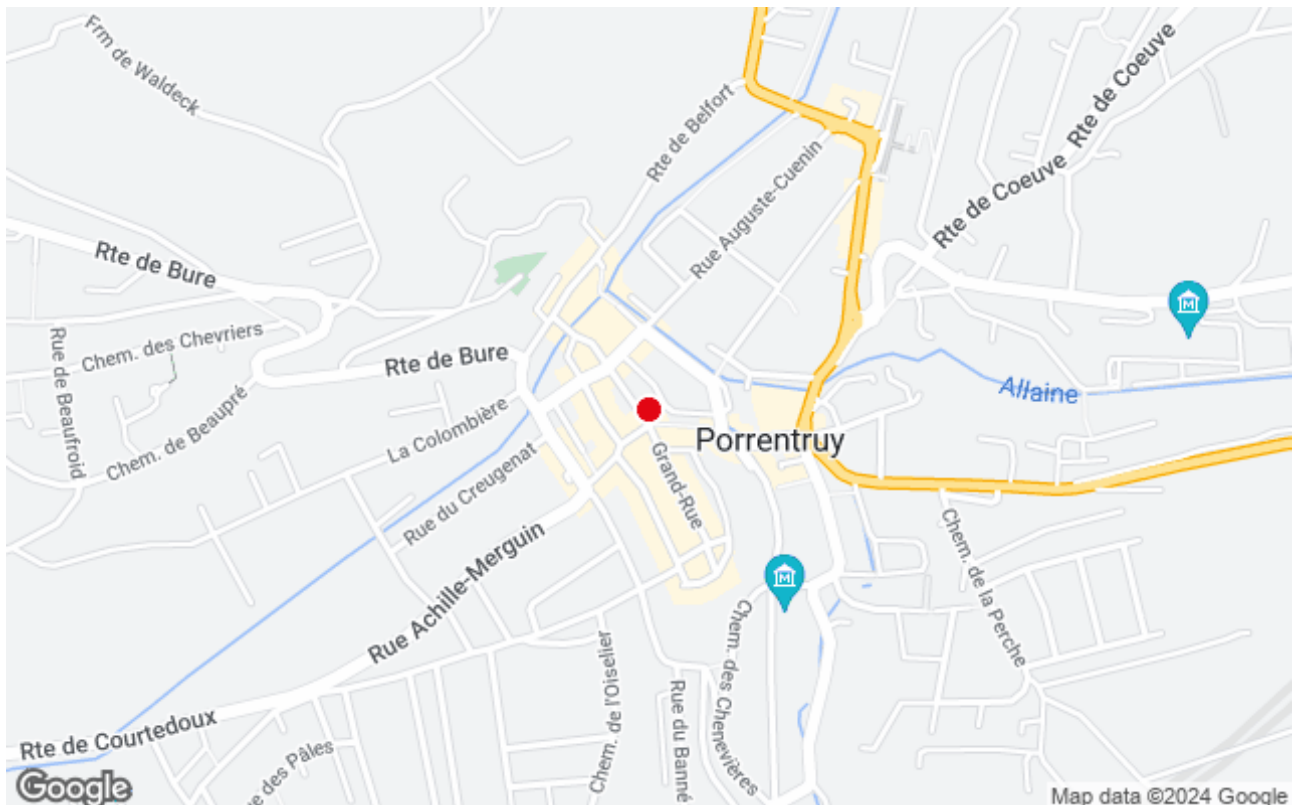 Frm de Waldeck
Rte de Belfort
Rue Auguste-Cuenin
Rte de Coeuve
Rte de Coeuve
Rte de Bure
Rue de Beaufroid
Chem. des Chevriers
Chem. de Beaupré
Rte de Bure
La Colombière
Rue du Creugenat
Allaine
Porrentruy
Grand-Rue
Rue Achille-Merguin
Chem. de la Perche
Chem. de l'Oiselier
Rue du Banné
Chem. des Chenevières
Rte de Courtedoux
e des Pâles
M
M
Google
Map data ©2024 Google